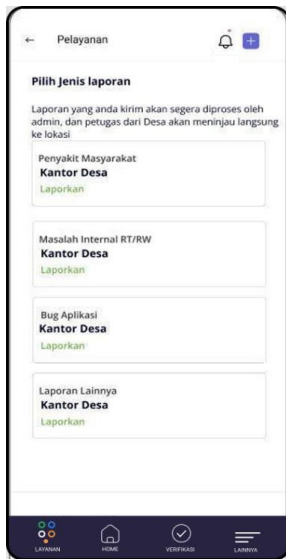 Pelayanan
Pilih Jenis laporan
Laporan yang anda kirim akan segera diproses oleh
admin, dan petugas dari Desa akan meninjau langsung
ke lokasi
Penyakit Masyarakat
Kantor Desa
Laporkan
Masalah Internal RT/RW
Kantor Desa
Laporkan
Bug Aplikasi
Kantor Desa
Laporkan
Laporan Lainnya
Kantor Desa
Laporkan
LAYANAN HOME VERIFIKASI LAINNYA